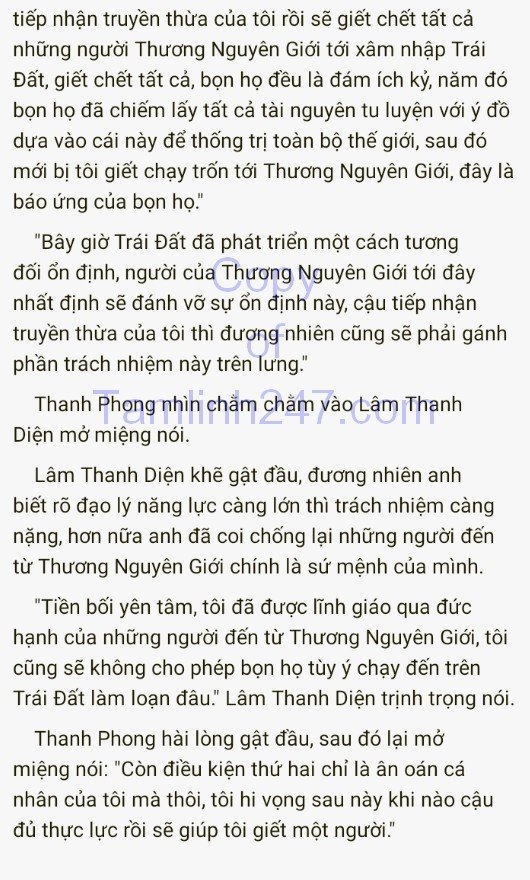 tiếp nhận truyền thừa của tôi rồi sẽ giết chết tất cả
những người Thương Nguyên Giới tới xâm nhập Trái
Đất, giết chết tất cả, bọn họ đều là đám ích kỷ, năm đó
bọn họ đã chiếm lấy tất cả tài nguyên tu luyện với ý đồ
dựa vào cái này để thống trị toàn bộ thế giới, sau đó
mới bị tôi giết chạy trốn tới Thương Nguyên Giới, đây là
báo ứng của bọn họ."
"Bây giờ Trái Đất đã phát triển một cách tương
đối ổn định, người của Thương Nguyên Giới tới đây
nhất định sẽ đánh vỡ sự ổn định này, cậu tiếp nhận
truyền thừa của tôi thì đương nhiên cũng sẽ phải gánh
phần trách nhiệm này trên lưng."
Thanh Phong nhìn chằm chằm vào Lâm Thanh
Diện mở miệng nói.
Lâm Thanh Diện khẽ gật đầu, đương nhiên anh
biết rõ đạo lý năng lực càng lớn thì trách nhiệm càng
nặng, hơn nữa anh đã coi chống lại những người đến
từ Thương Nguyên Giới chính là sứ mệnh của mình.
"Tiền bối yên tâm, tôi đã được lĩnh giáo qua đức
hạnh của những người đến từ Thương Nguyên Giới, tôi
cũng sẽ không cho phép bọn họ tùy ý chạy đến trên
Trái Đất làm loạn đâu." Lâm Thanh Diện trịnh trọng nói.
Thanh Phong hài lòng gật đầu, sau đó lại mở
miệng nói: "Còn điều kiện thứ hai chỉ là ân oán cá
nhân của tôi mà thôi, tôi hi vọng sau này khi nào cậu
đủ thực lực rồi sẽ giúp tôi giết một người."
Copy
of
Tamlinh247.com